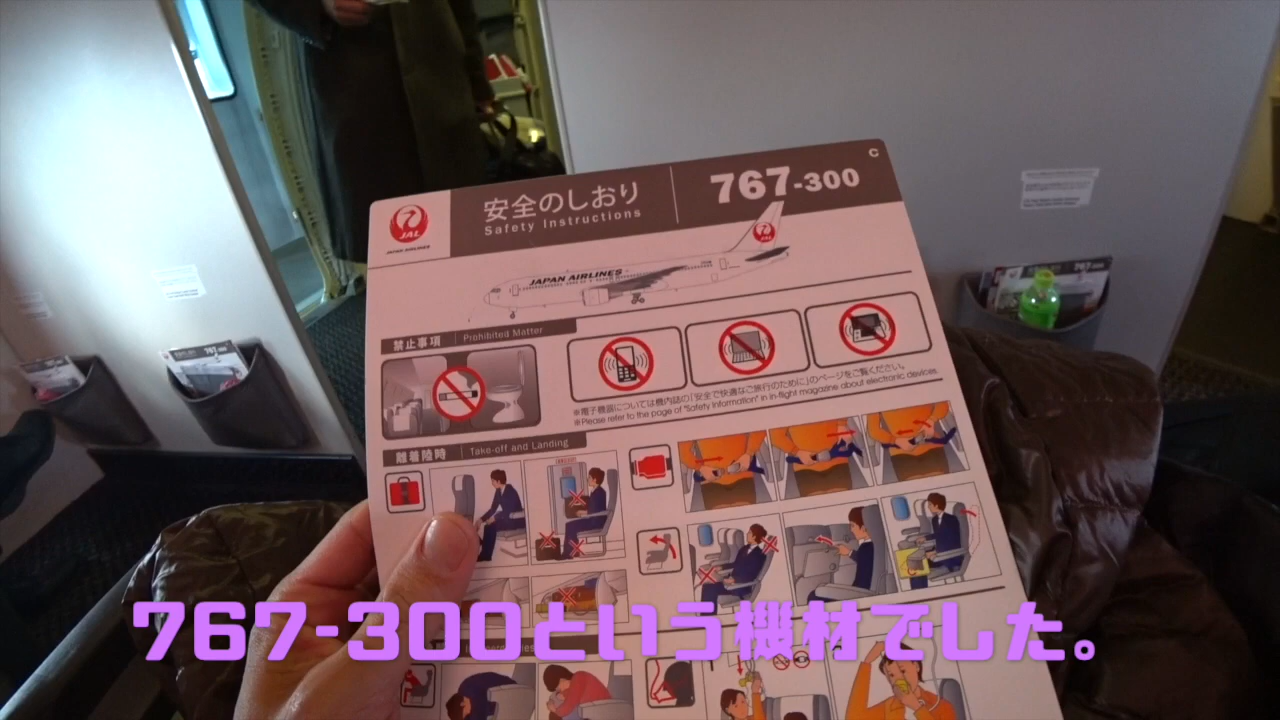 C
安全のしおり
Safety Instructions
767-300
JAL
JAPAN AIRLINES
JAPAN AIRLINES
JAL
禁止事項 Prohibited Matter
※電子機器については機内誌の「安全で快適なご旅行のために」のページをご覧ください。
※Please refer to the page of "Safety Information" in in-flight magazine about electronic devices.
離着陸時 Take-off and Landing
767
767
767-300という機材でした。